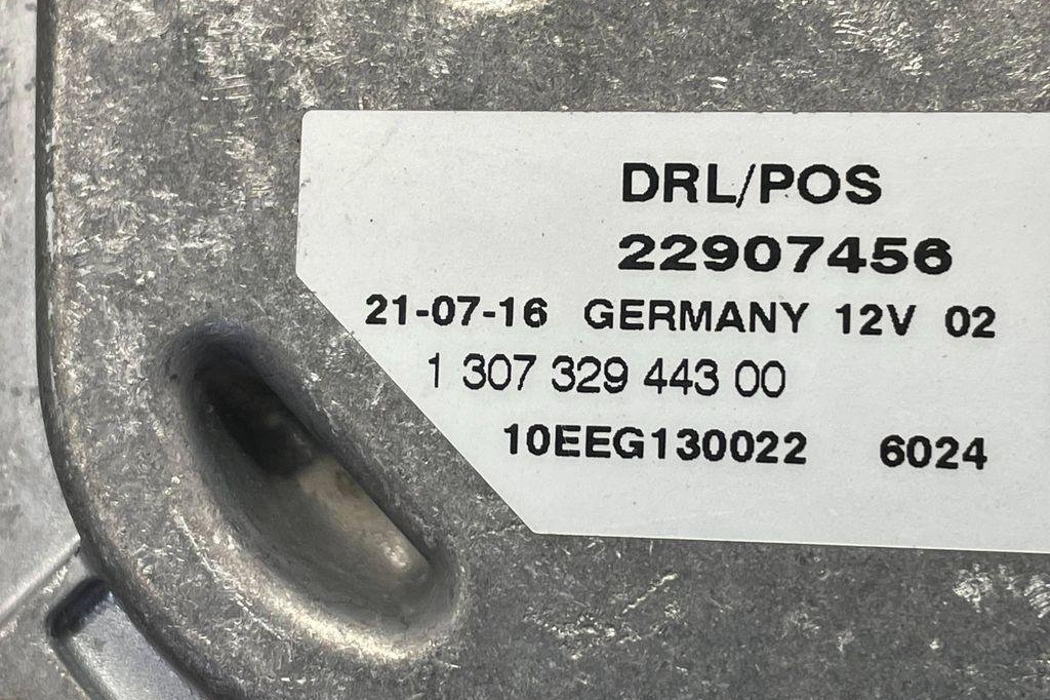 DRL/POS
22907456
21-07-16 GERMANY 12V 02
1 307 329 443 00
10EEG130022 6024